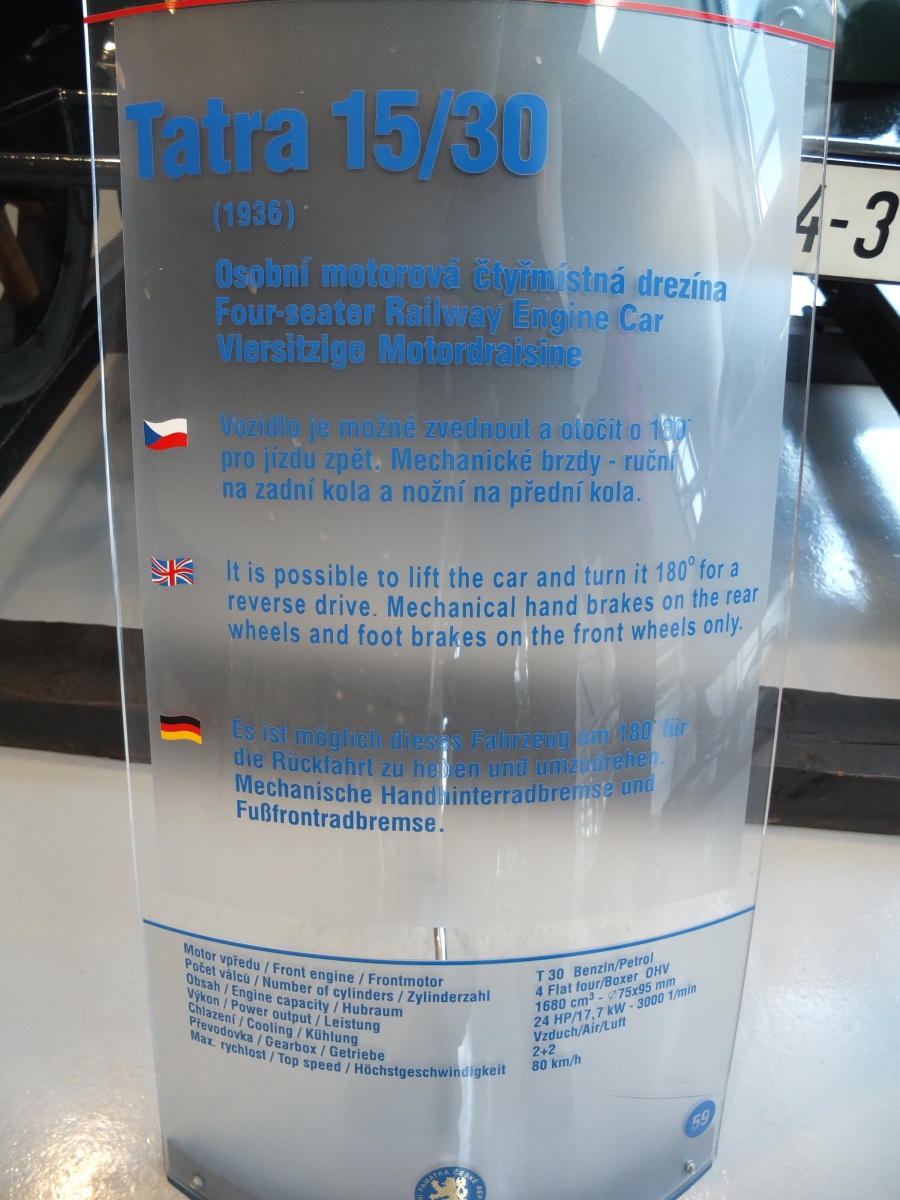 Tatra 15/30
(1936)
Osobní motorová čtyřmístná drezína
Four-seater Railway Engine Car
Viersitzige Motordraisine
Vozidlo je možné zvednout a otočit o 180°
pro jízdu zpět. Mechanické brzdy - ruční
na zadní kola a nožní na přední kola.
It is possible to lift the car and turn it 180° for a
reverse drive. Mechanical hand brakes on the rear
wheels and foot brakes on the front wheels only.
Es ist möglich dieses Fahrzeug um 180° für
die Rückfahrt zu heben und umzudrehen.
Mechanische Handhinterradbremse und
Fußfrontradbremse.
Motor vpředu / Front engine / Frontmotor T 30 Benzin/Petrol
Počet válců / Number of cylinders / Zylinderzahl 4 Flat four/Boxer OHV
Obsah / Engine capacity / Hubraum 1680 cm³ - ∅75x95 mm
Výkon / Power output / Leistung 24 HP/17,7 kW - 3000 1/min
Chlazení / Cooling / Kühlung Vzduch/Air/Luft
Převodovka / Gearbox / Getriebe 2+2
Max. rychlost / Top speed / Höchstgeschwindigkeit 80 km/h
59
PAMÁTKA ČESKÉ
4-3